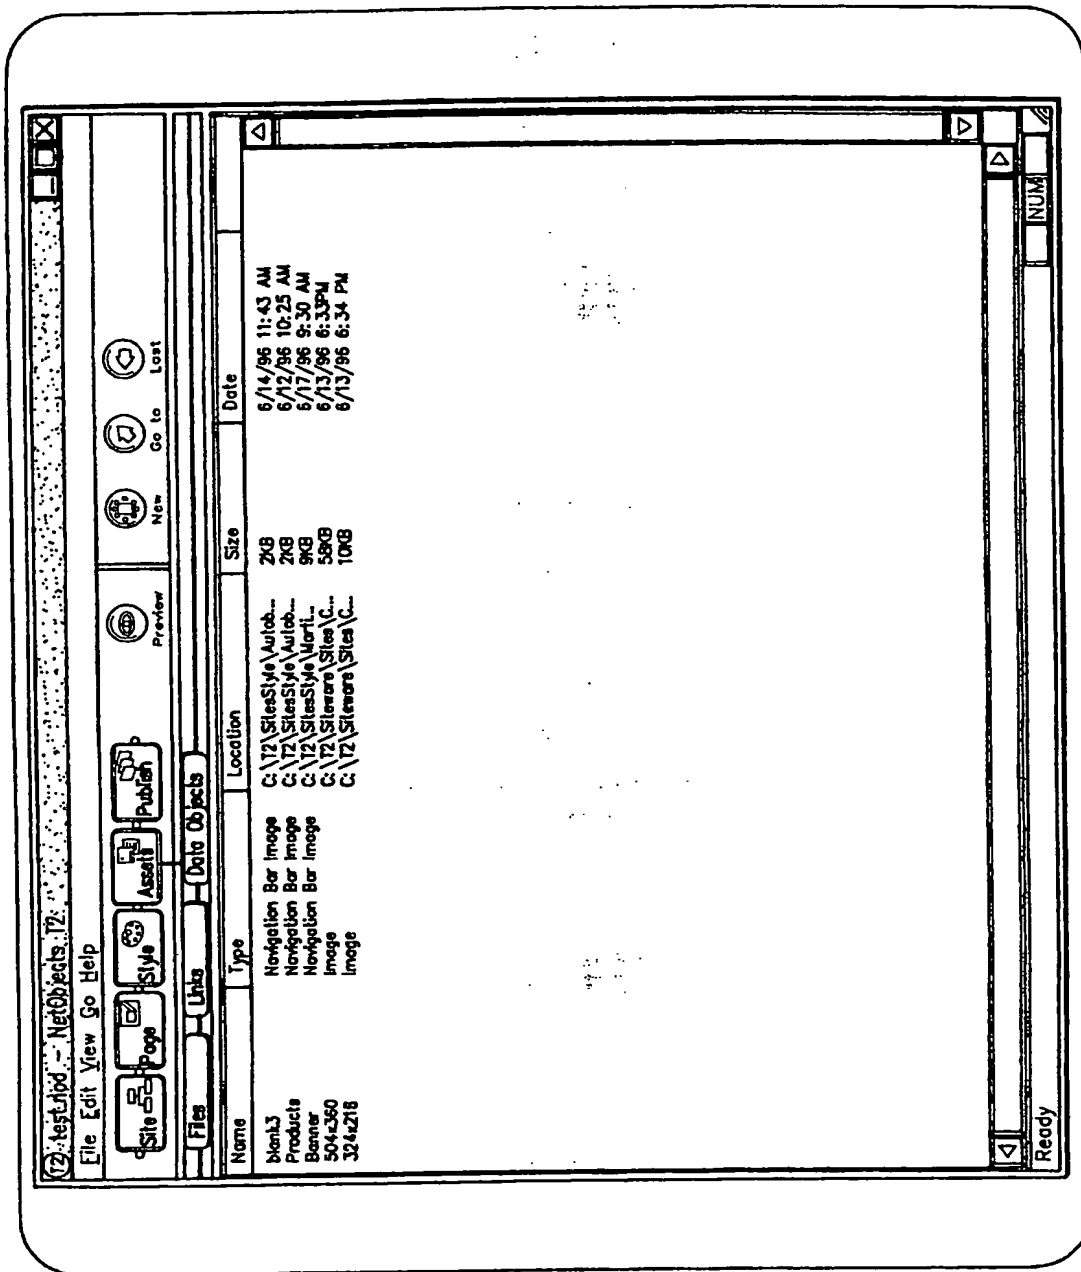 T2 test.nod - NetObjects T2
File Edit View Go Help
Site Page Style Assets Publish Preview New Go to Last
Files Links Data Objects
Name Type Location Size Date
blank3 Navigation Bar Image C:\T2\SitesStyle\Autob... 2KB 6/14/96 11:43 AM
Products Navigation Bar Image C:\T2\SitesStyle\Autob... 2KB 6/12/96 10:25 AM
Banner Navigation Bar Image C:\T2\SitesStyle\Marti... 9KB 6/17/96 9:30 AM
504x360 Image C:\T2\Siteware\Sites\C... 58KB 6/13/96 6:33PM
324x216 Image C:\T2\Siteware\Sites\C... 10KB 6/13/96 6:34 PM
Ready NUM